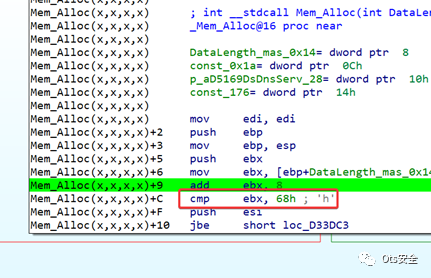 Mem_Alloc(x,x,x,x) ; int __stdcall Mem_Alloc(int DataLeng
Mem_Alloc(x,x,x,x) _Mem_Alloc@16 proc near
Mem_Alloc(x,x,x,x)
Mem_Alloc(x,x,x,x) DataLength_mas_0x14= dword ptr 8
Mem_Alloc(x,x,x,x) const_0x1a= dword ptr 0Ch
Mem_Alloc(x,x,x,x) p_aD5169DsDnsServ_28= dword ptr 10h
Mem_Alloc(x,x,x,x) const_176= dword ptr 14h
Mem_Alloc(x,x,x,x)
Mem_Alloc(x,x,x,x) mov edi, edi
Mem_Alloc(x,x,x,x)+2 push ebp
Mem_Alloc(x,x,x,x)+3 mov ebp, esp
Mem_Alloc(x,x,x,x)+5 push ebx
Mem_Alloc(x,x,x,x)+6 mov ebx, [ebp+DataLength_mas_0x14
Mem_Alloc(x,x,x,x)+9 add ebx, 8
Mem_Alloc(x,x,x,x)+C cmp ebx, 68h ; 'h'
Mem_Alloc(x,x,x,x)+F push esi
Mem_Alloc(x,x,x,x)+10 jbe short loc_D33DC3
Ots安全